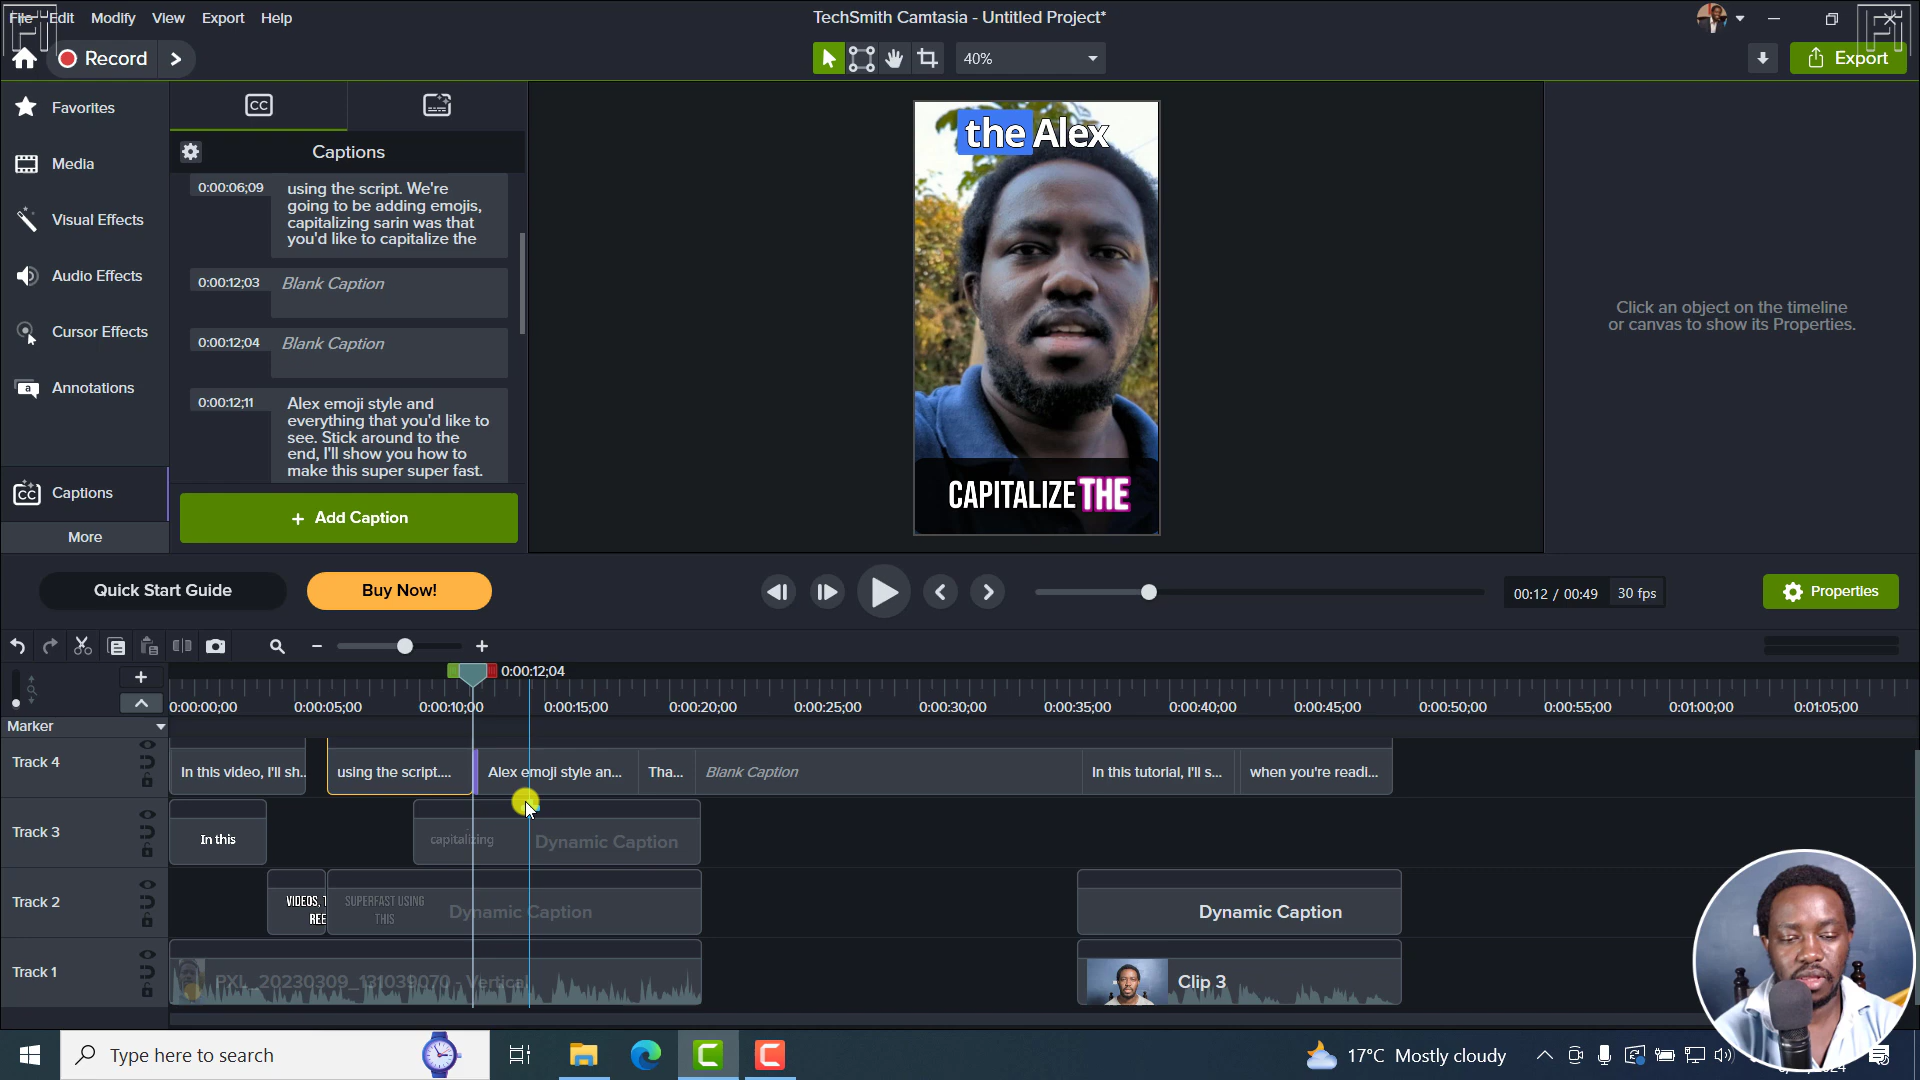 File Edit Modify View Export Help
TechSmith Camtasia - Untitled Project*
Record
40%
Export
Favorites
Media
Visual Effects
Audio Effects
Cursor Effects
Annotations
CC Captions
More
CC
Captions
0:00:06;09
using the script. We're
going to be adding emojis,
capitalizing sarin was that
you'd like to capitalize the
0:00:12;03
Blank Caption
0:00:12;04
Blank Caption
0:00:12;11
Alex emoji style and
everything that you'd like to
see. Stick around to the
end, I'll show you how to
make this super super fast.
+ Add Caption
the Alex
CAPITALIZE THE
Click an object on the timeline
or canvas to show its Properties.
Quick Start Guide
Buy Now!
00:12 / 00:49
30 fps
Properties
0:00:12;04
0:00:00;00
0:00:05;00
0:00:10;00
0:00:15;00
0:00:20;00
0:00:25;00
0:00:30;00
0:00:35;00
0:00:40;00
0:00:45;00
0:00:50;00
0:00:55;00
0:01:00;00
0:01:05;00
Marker
Track 4
In this video, I'll sh...
using the script....
Alex emoji style an...
Tha...
Blank Caption
In this tutorial, I'll s...
when you're readi...
Track 3
In this
capitalizing
Dynamic Caption
Track 2
VIDEOS,
REE
SUPERFAST USING
THIS
Dynamic Caption
Dynamic Caption
Track 1
PXL_20230309_131039070 - Vertical
Clip 3
Type here to search
17°C Mostly cloudy